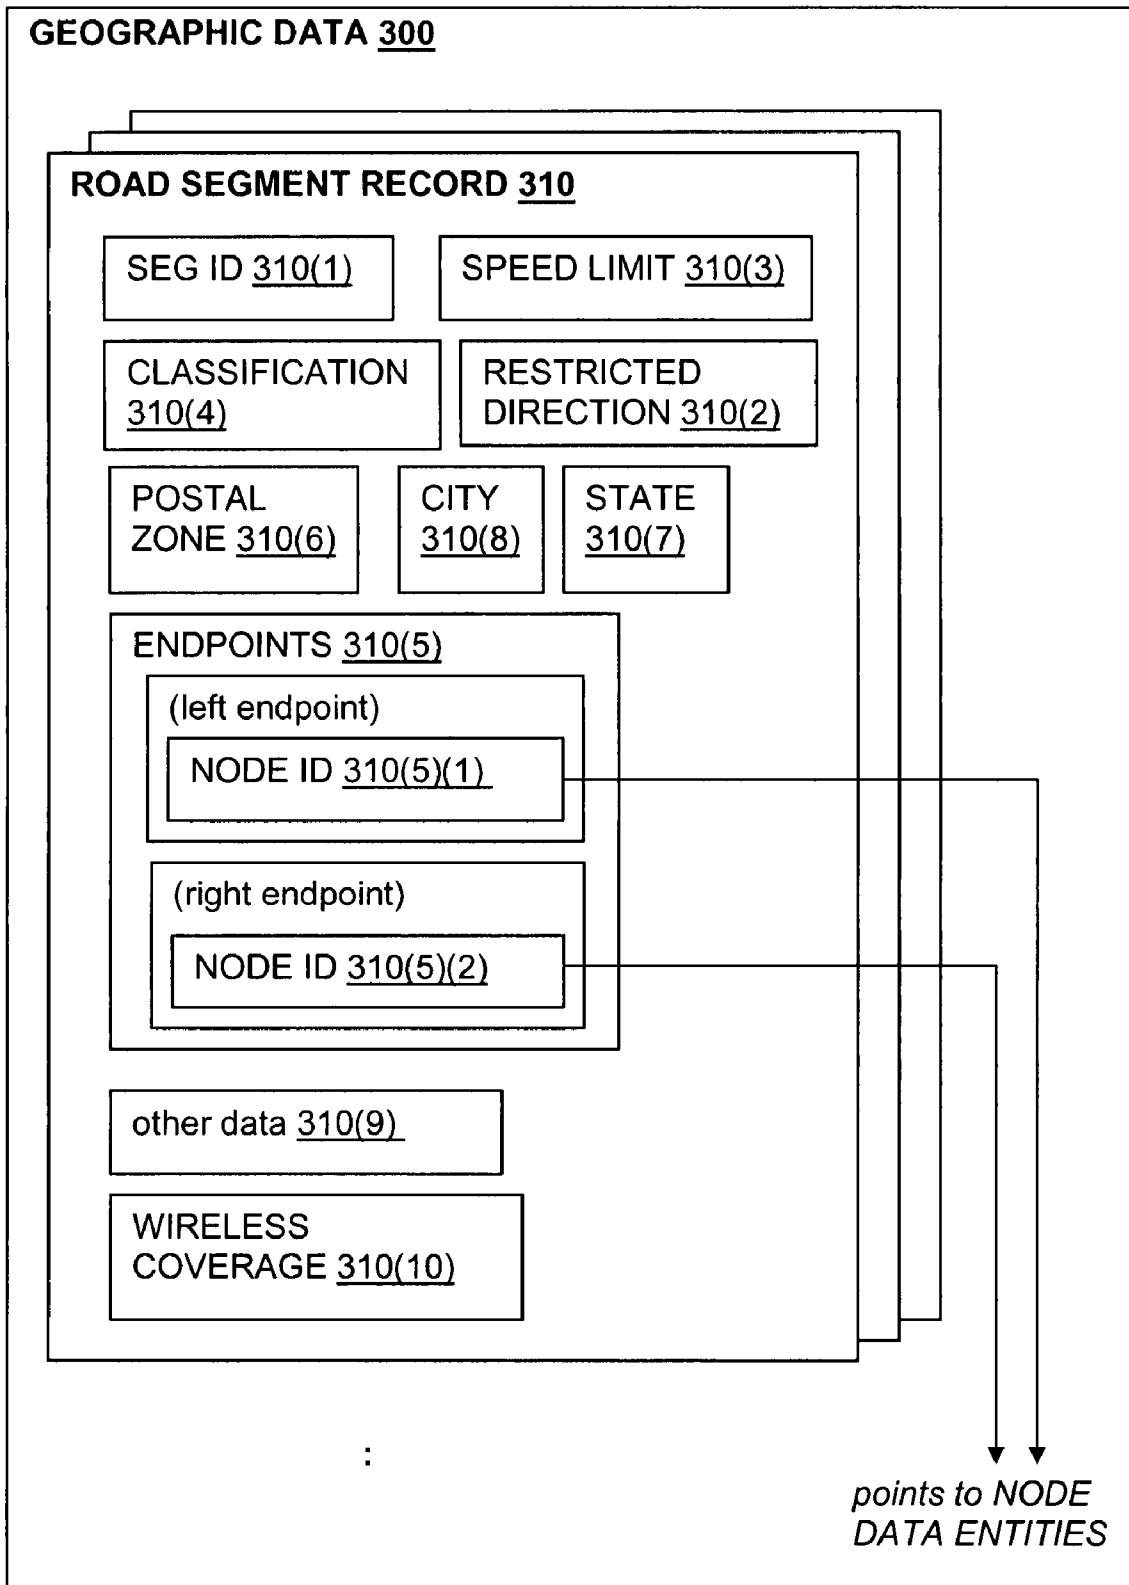 GEOGRAPHIC DATA 300
ROAD SEGMENT RECORD 310
SEG ID 310(1)
SPEED LIMIT 310(3)
CLASSIFICATION
310(4)
RESTRICTED
DIRECTION 310(2)
POSTAL
ZONE 310(6)
CITY
310(8)
STATE
310(7)
ENDPOINTS 310(5)
(left endpoint)
NODE ID 310(5)(1)
(right endpoint)
NODE ID 310(5)(2)
other data 310(9)
WIRELESS
COVERAGE 310(10)
:
points to NODE
DATA ENTITIES